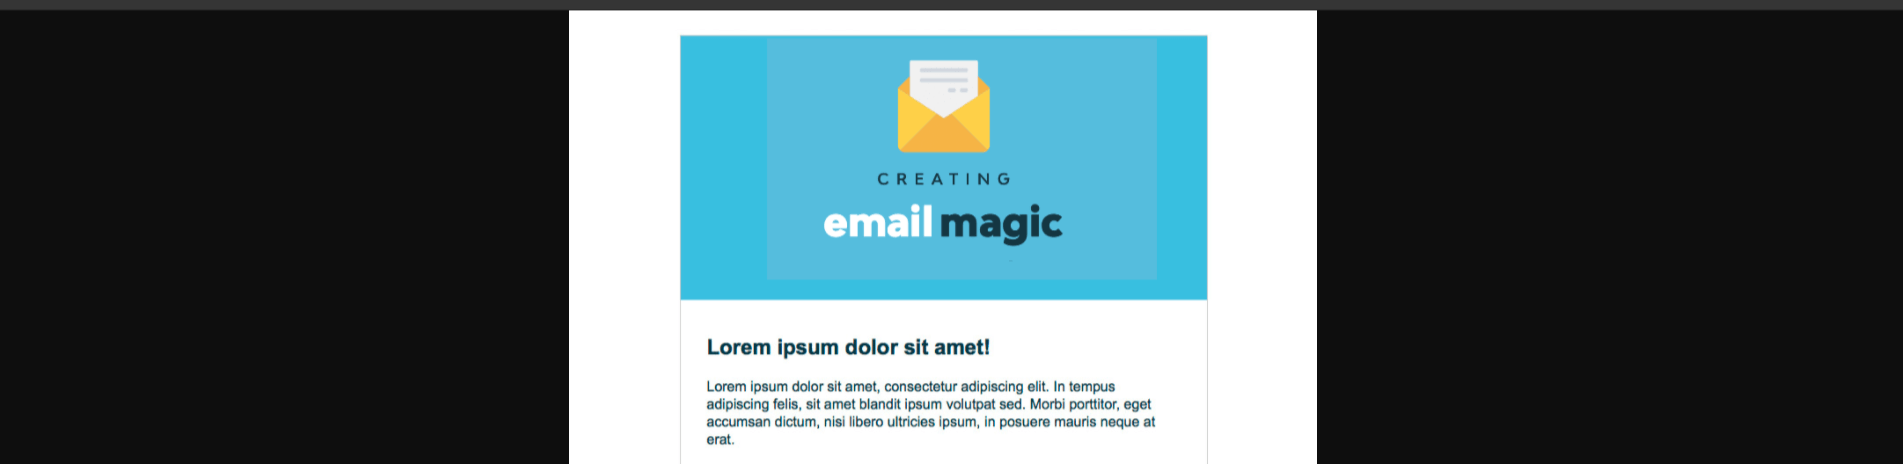 CREATING
email magic
Lorem ipsum dolor sit amet!
Lorem ipsum dolor sit amet, consectetur adipiscing elit. In tempus
adipiscing felis, sit amet blandit ipsum volutpat sed. Morbi porttitor, eget
accumsan dictum, nisi libero ultricies ipsum, in posuere mauris neque at
erat.